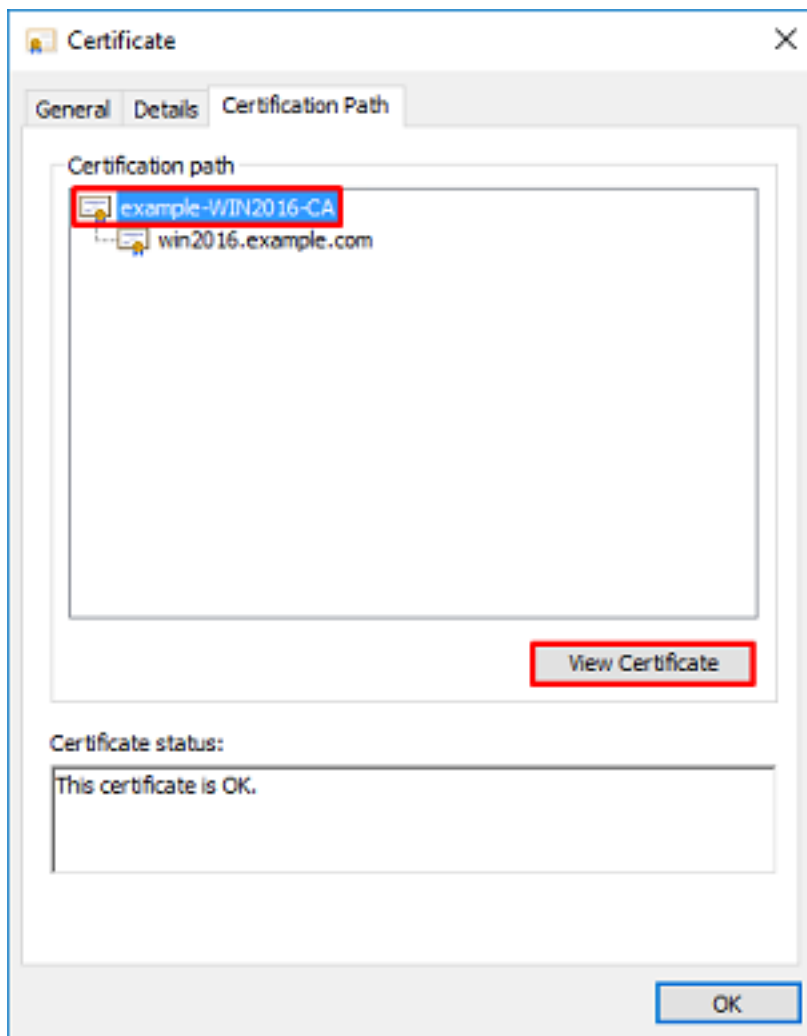 Certificate
General Details Certification Path
Certification path
example-WIN2016-CA
win2016.example.com
View Certificate
Certificate status:
This certificate is OK.
OK